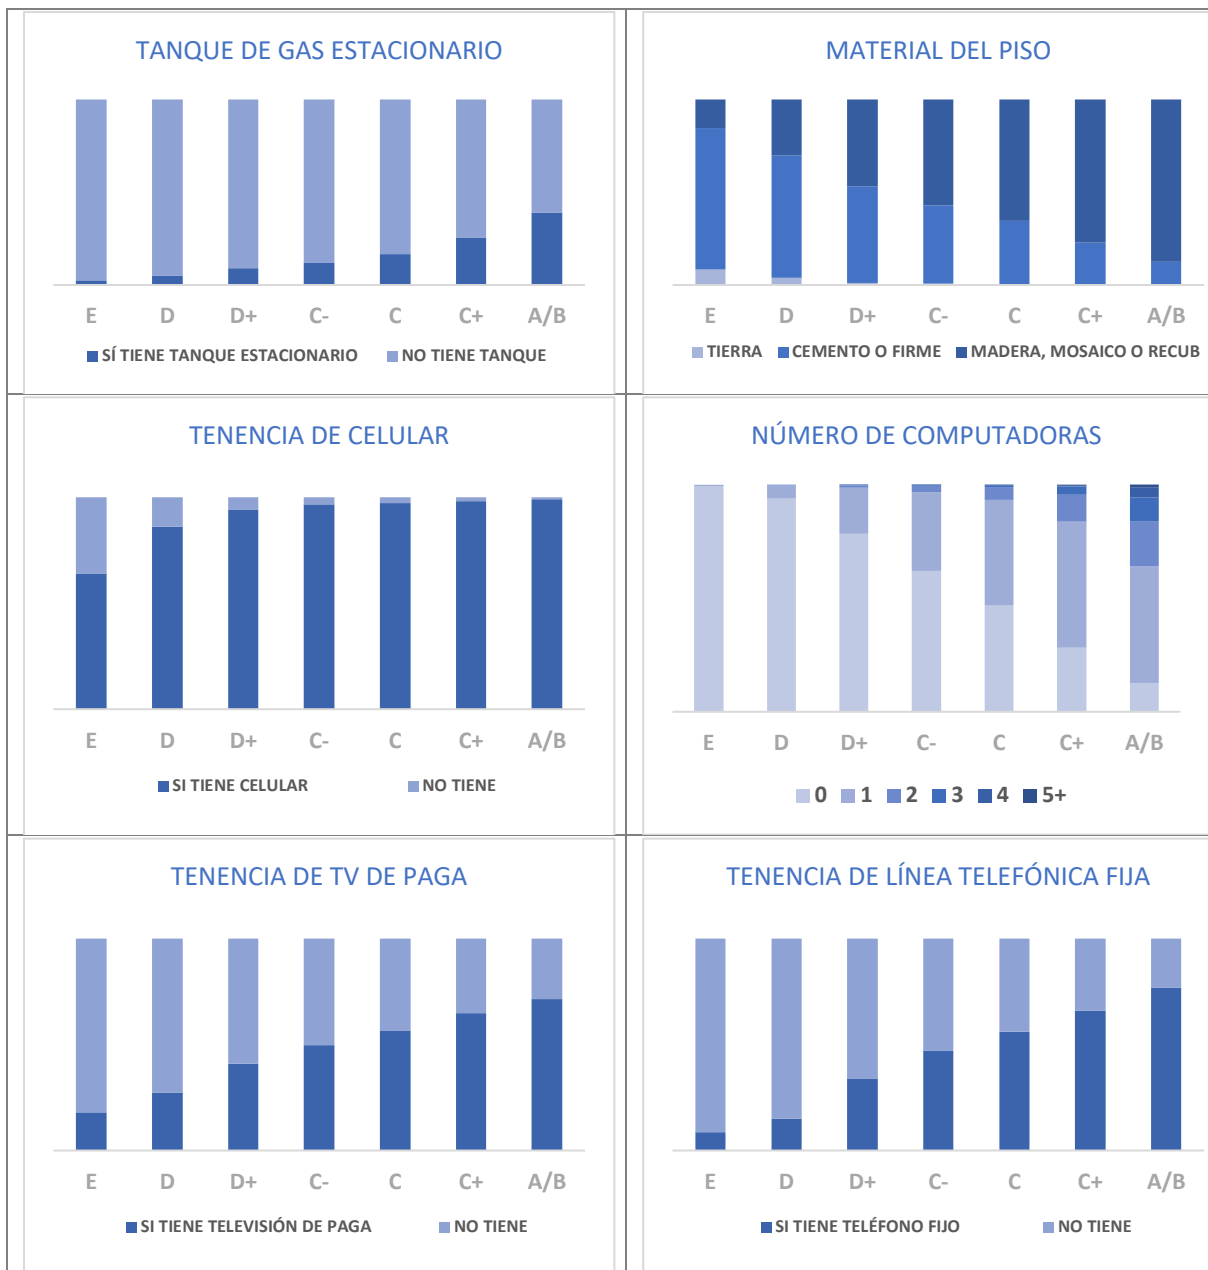 TANQUE DE GAS ESTACIONARIO
E D D+ C- C C+ A/B
SÍ TIENE TANQUE ESTACIONARIO NO TIENE TANQUE
MATERIAL DEL PISO
E D D+ C- C C+ A/B
TIERRA CEMENTO O FIRME MADERA, MOSAICO O RECUB
TENENCIA DE CELULAR
E D D+ C- C C+ A/B
SI TIENE CELULAR NO TIENE
NÚMERO DE COMPUTADORAS
E D D+ C- C C+ A/B
0 1 2 3 4 5+
TENENCIA DE TV DE PAGA
E D D+ C- C C+ A/B
SI TIENE TELEVISIÓN DE PAGA NO TIENE
TENENCIA DE LÍNEA TELEFÓNICA FIJA
E D D+ C- C C+ A/B
SI TIENE TELÉFONO FIJO NO TIENE